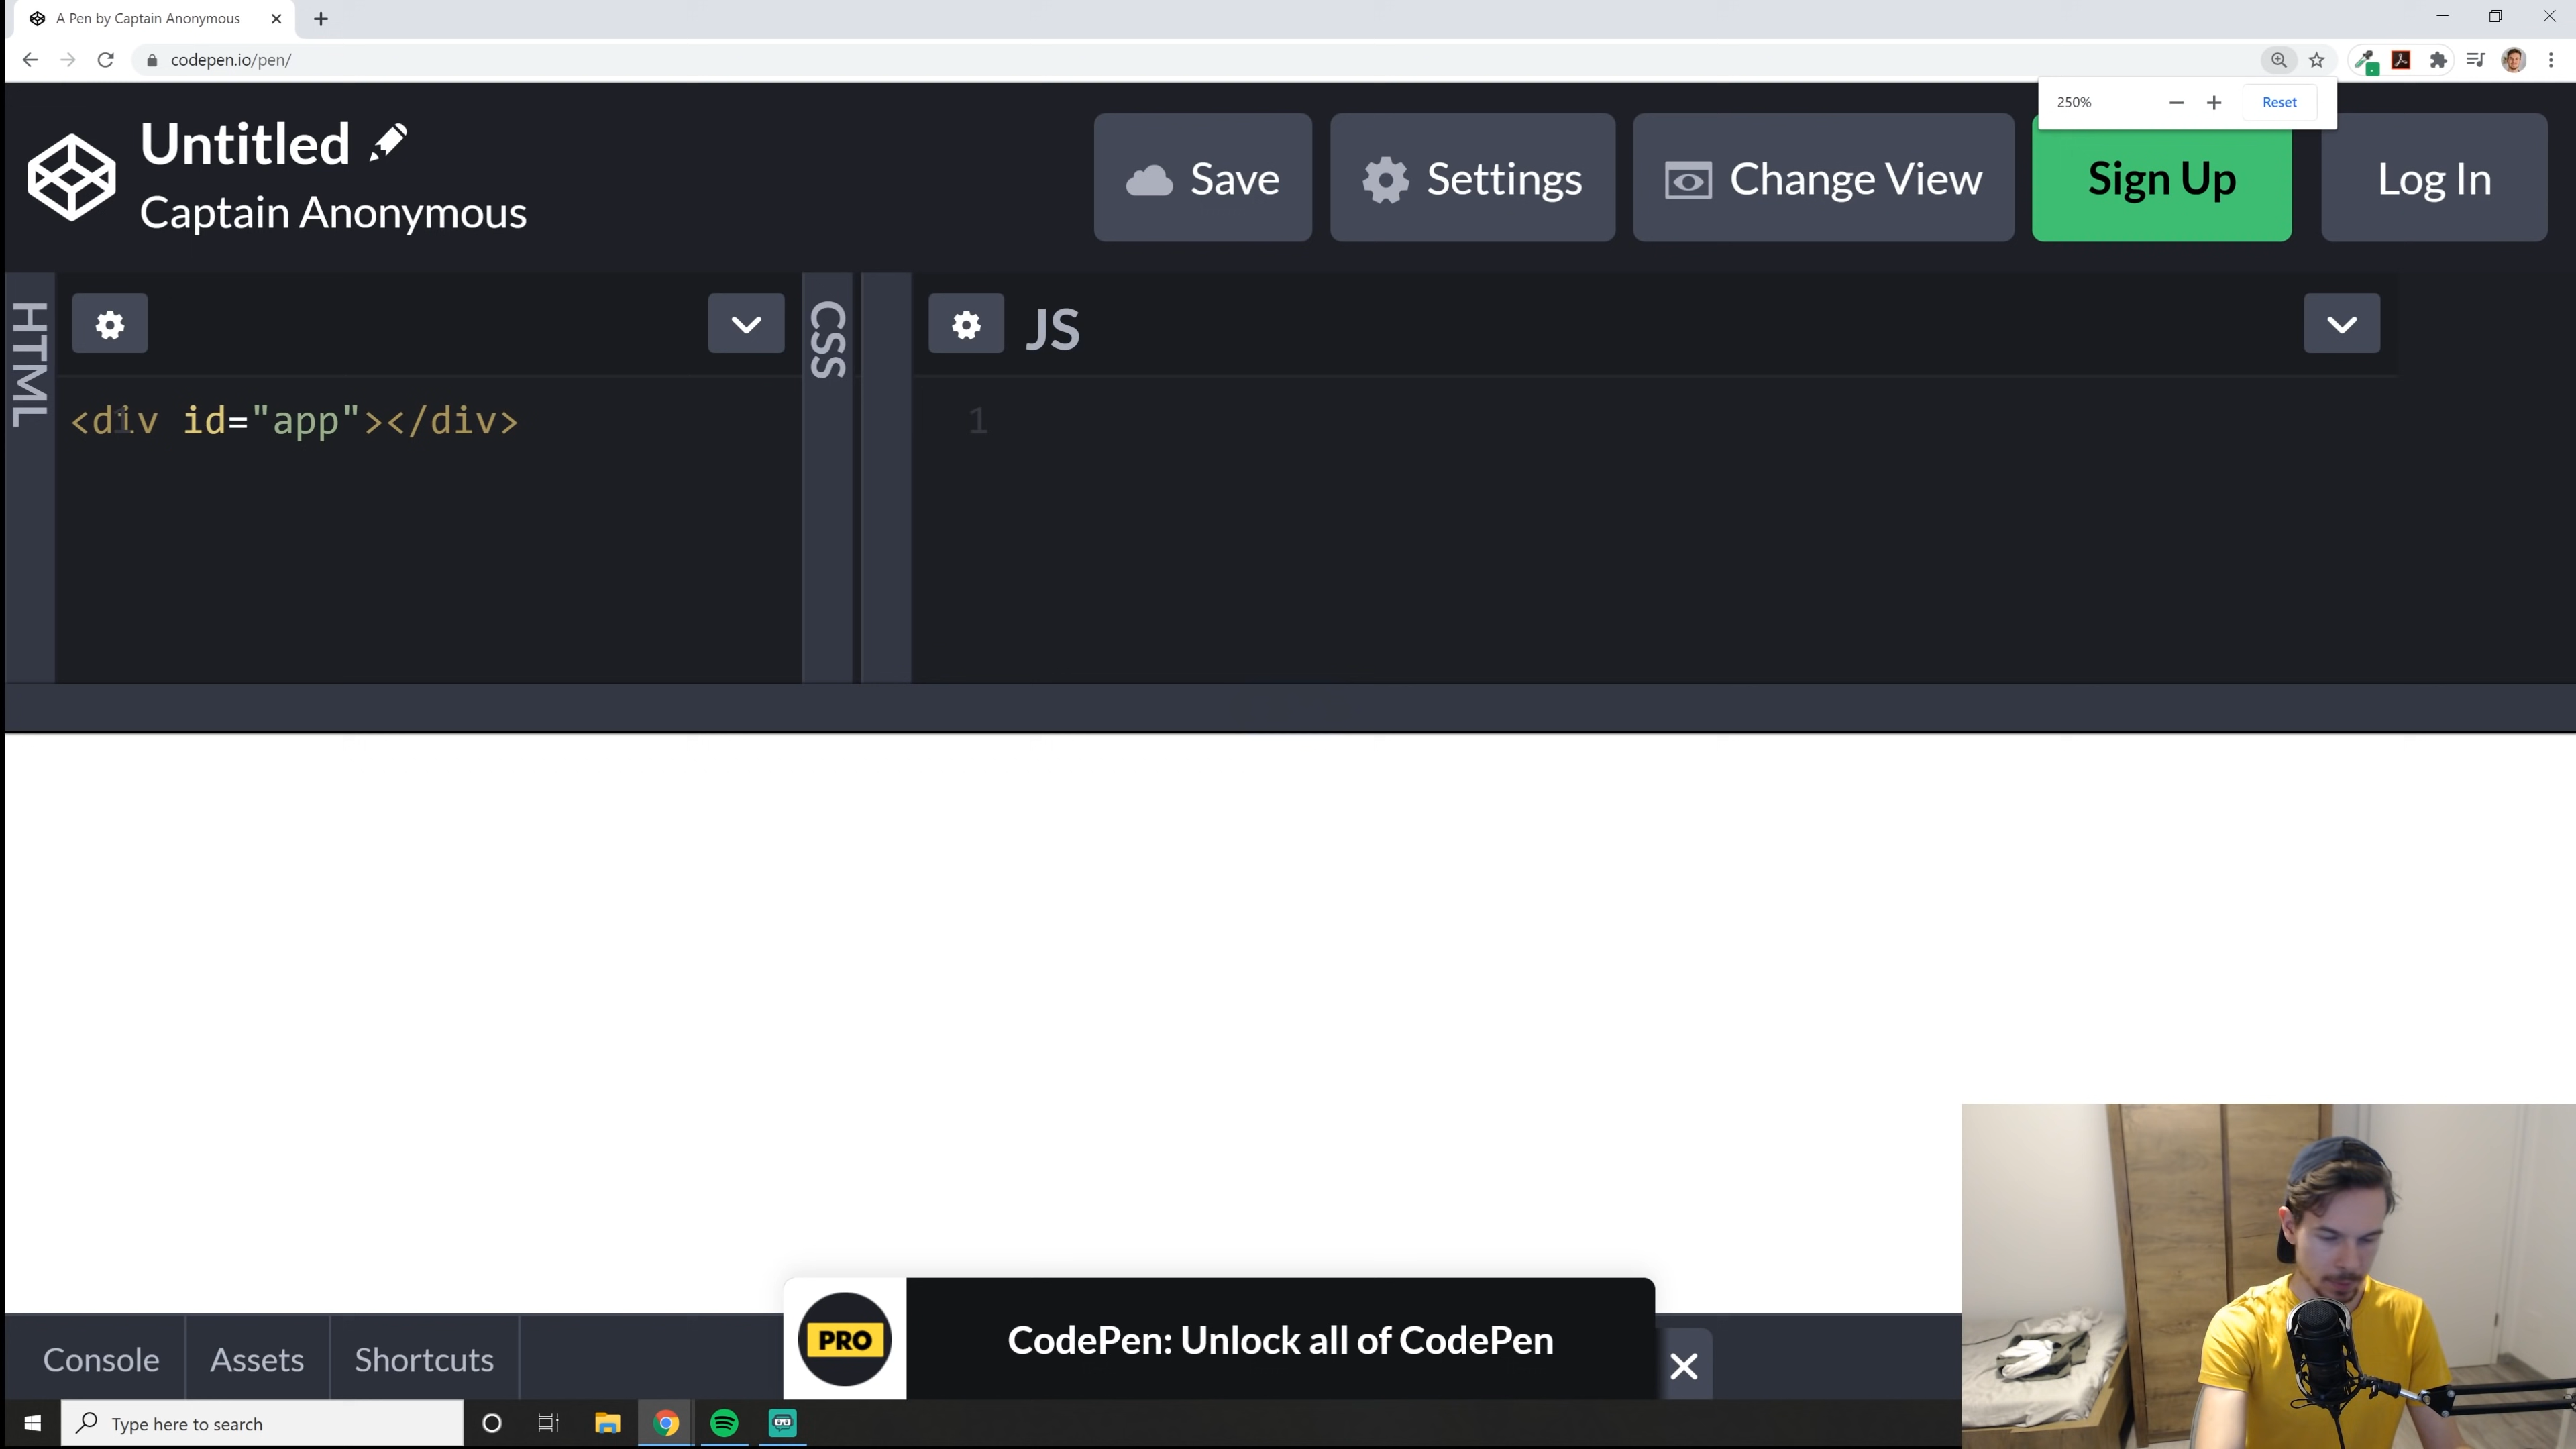 A Pen by Captain Anonymous
codepen.io/pen/
250%
Reset
Untitled
Captain Anonymous
Save
Settings
Change View
Sign Up
Log In
HTML
CSS
JS
1
<div id="app"></div>
1
PRO
CodePen: Unlock all of CodePen
Console
Assets
Shortcuts
Type here to search